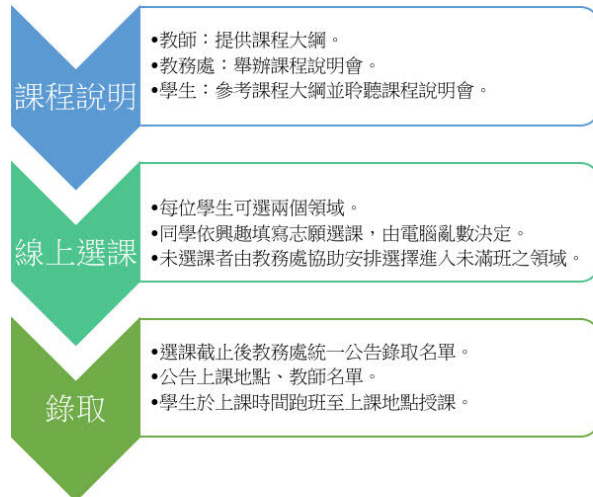 課程說明
•教師：提供課程大綱。
•教務處：舉辦課程說明會。
•學生：參考課程大綱並聆聽課程說明會。
線上選課
•每位學生可選兩個領域。
•同學依興趣填寫志願選課，由電腦亂數決定。
•未選課者由教務處協助安排選擇進入未滿班之領域。
錄取
•選課截止後教務處統一公告錄取名單。
•公告上課地點、教師名單。
•學生於上課時間跑班至上課地點授課。